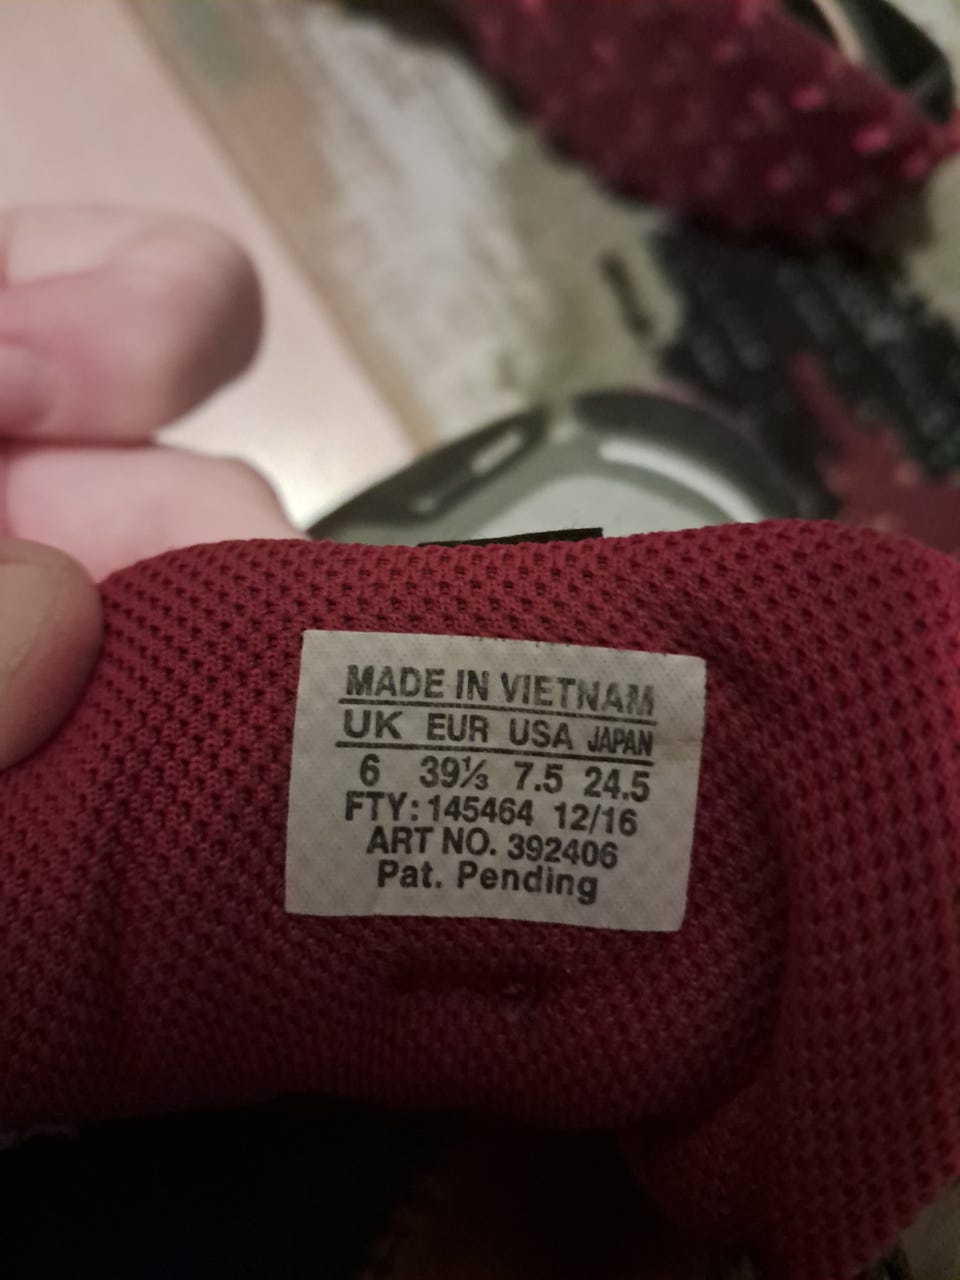 MADE IN VIETNAM
UK EUR USA JAPAN
6 39⅓ 7.5 24.5
FTY: 145464 12/16
ART NO. 392406
Pat. Pending